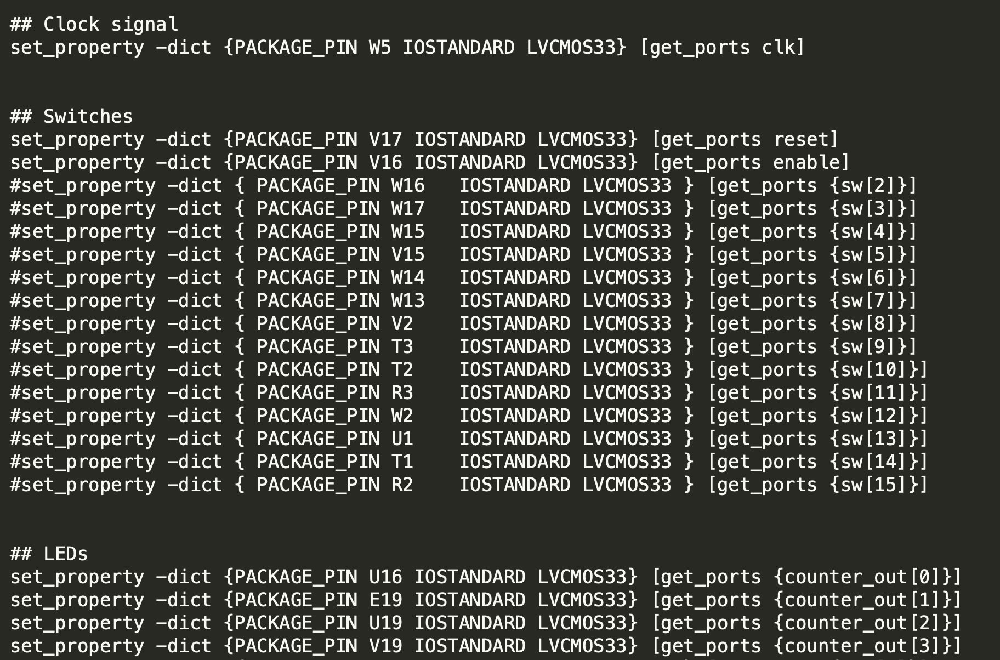 ## Clock signal
set_property -dict {PACKAGE_PIN W5 IOSTANDARD LVCMOS33} [get_ports clk]
## Switches
set_property -dict {PACKAGE_PIN V17 IOSTANDARD LVCMOS33} [get_ports reset]
set_property -dict {PACKAGE_PIN V16 IOSTANDARD LVCMOS33} [get_ports enable]
#set_property -dict { PACKAGE_PIN W16   IOSTANDARD LVCMOS33 } [get_ports {sw[2]}]
#set_property -dict { PACKAGE_PIN W17   IOSTANDARD LVCMOS33 } [get_ports {sw[3]}]
#set_property -dict { PACKAGE_PIN W15   IOSTANDARD LVCMOS33 } [get_ports {sw[4]}]
#set_property -dict { PACKAGE_PIN V15   IOSTANDARD LVCMOS33 } [get_ports {sw[5]}]
#set_property -dict { PACKAGE_PIN W14   IOSTANDARD LVCMOS33 } [get_ports {sw[6]}]
#set_property -dict { PACKAGE_PIN W13   IOSTANDARD LVCMOS33 } [get_ports {sw[7]}]
#set_property -dict { PACKAGE_PIN V2    IOSTANDARD LVCMOS33 } [get_ports {sw[8]}]
#set_property -dict { PACKAGE_PIN T3    IOSTANDARD LVCMOS33 } [get_ports {sw[9]}]
#set_property -dict { PACKAGE_PIN T2    IOSTANDARD LVCMOS33 } [get_ports {sw[10]}]
#set_property -dict { PACKAGE_PIN R3    IOSTANDARD LVCMOS33 } [get_ports {sw[11]}]
#set_property -dict { PACKAGE_PIN W2    IOSTANDARD LVCMOS33 } [get_ports {sw[12]}]
#set_property -dict { PACKAGE_PIN U1    IOSTANDARD LVCMOS33 } [get_ports {sw[13]}]
#set_property -dict { PACKAGE_PIN T1    IOSTANDARD LVCMOS33 } [get_ports {sw[14]}]
#set_property -dict { PACKAGE_PIN R2    IOSTANDARD LVCMOS33 } [get_ports {sw[15]}]
## LEDs
set_property -dict {PACKAGE_PIN U16 IOSTANDARD LVCMOS33} [get_ports {counter_out[0]}]
set_property -dict {PACKAGE_PIN E19 IOSTANDARD LVCMOS33} [get_ports {counter_out[1]}]
set_property -dict {PACKAGE_PIN U19 IOSTANDARD LVCMOS33} [get_ports {counter_out[2]}]
set_property -dict {PACKAGE_PIN V19 IOSTANDARD LVCMOS33} [get_ports {counter_out[3]}]